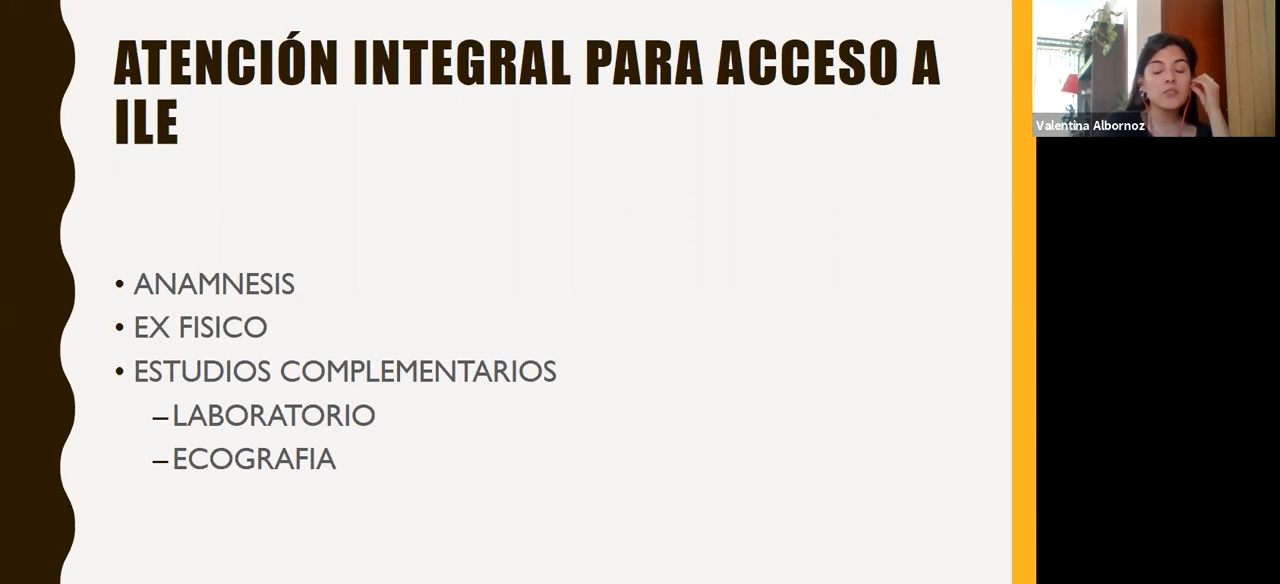 ATENCIÓN INTEGRAL PARA ACCESO A
ILE
• ANAMNESIS
• EX FISICO
• ESTUDIOS COMPLEMENTARIOS
– LABORATORIO
– ECOGRAFIA
Valentina Albornoz